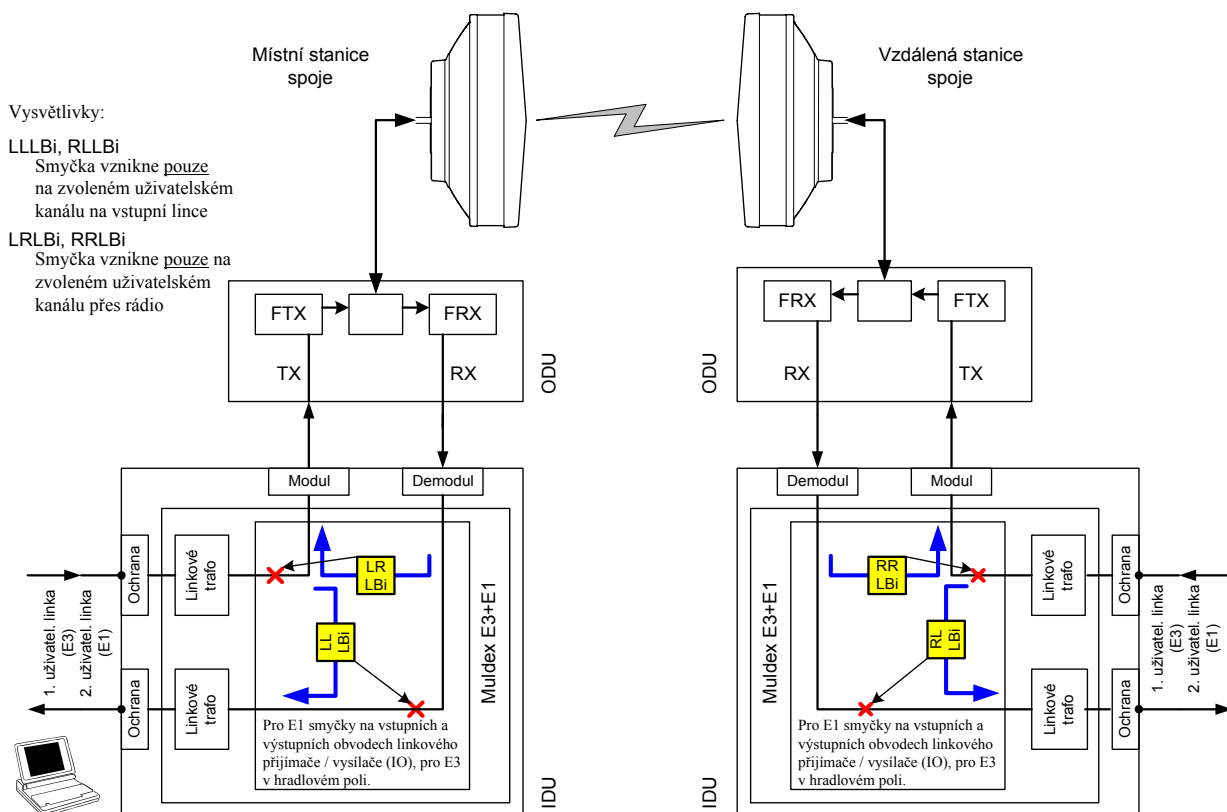 Místní stanice
spoje
Vzdálená stanice
spoje
Vysvětlivky:
LLLBi, RLLBi
Smyčka vznikne pouze
na zvoleném uživatelském
kanálu na vstupní lince
LRLBi, RRLBi
Smyčka vznikne pouze na
zvoleném uživatelském
kanálu přes rádio
FTX
FRX
TX
RX
ODU
FRX
FTX
RX
TX
ODU
Modul
Demodul
Ochrana
Linkové
trafo
LR
LBi
LL
LBi
1. uživatel. linka
(E3)
2. uživatel. linka
(E1)
Ochrana
Linkové
trafo
Muldex E3+E1
Pro E1 smyčky na vstupních a
výstupních obvodech linkového
přijímače / vysílače (IO), pro E3
v hradlovém poli.
IDU
Demodul
Modul
RR
LBi
RL
LBi
Linkové
trafo
Ochrana
Muldex E3+E1
1. uživatel. linka
(E3)
2. uživatel. linka
(E1)
Linkové
trafo
Ochrana
Pro E1 smyčky na vstupních a
výstupních obvodech linkového
přijímače / vysílače (IO), pro E3
v hradlovém poli.
IDU